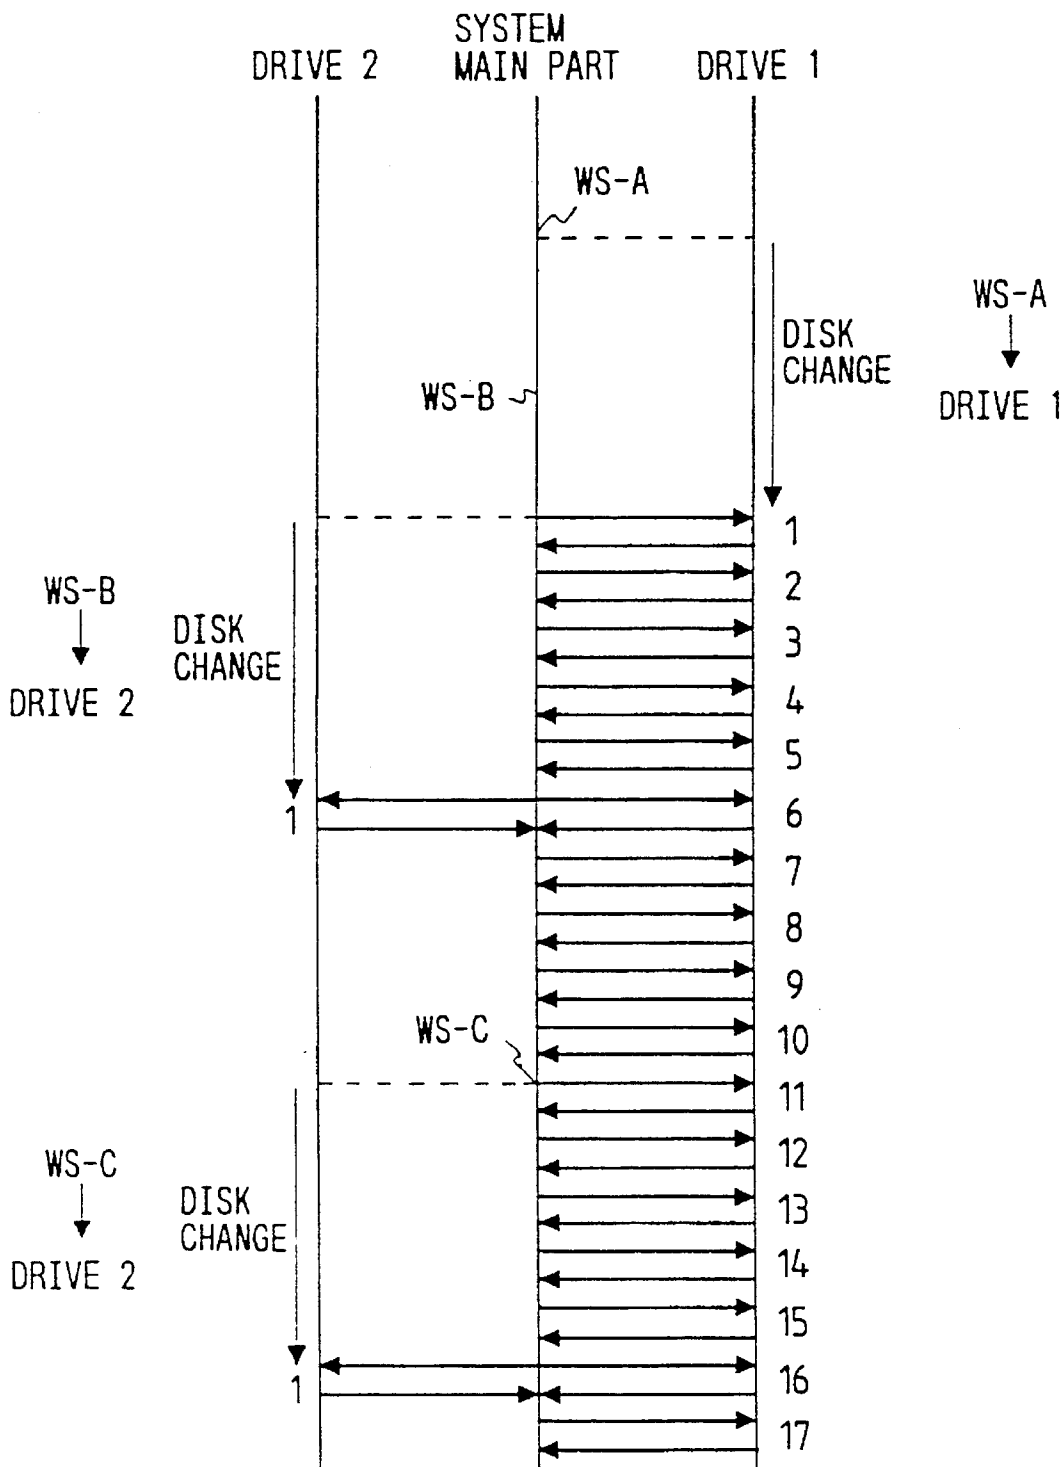 SYSTEM
DRIVE 2 MAIN PART DRIVE 1
WS-A
WS-A
DISK
CHANGE
WS-B
DRIVE 1
1
2
WS-B
DISK
CHANGE
3
DRIVE 2
4
5
1
6
7
8
9
WS-C
10
11
12
WS-C
DISK
CHANGE
13
DRIVE 2
14
15
1
16
17